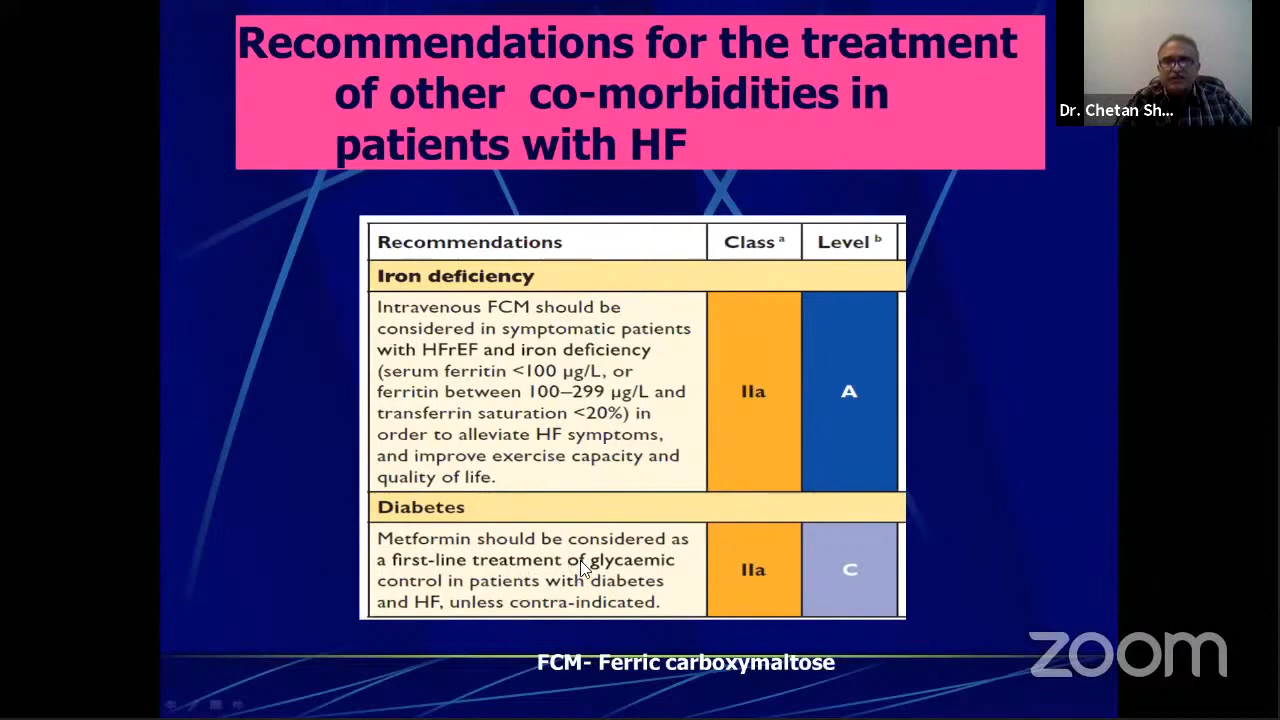 Recommendations for the treatment
of other co-morbidities in
patients with HF
Dr. Chetan Sh...
Recommendations Class a Level b
Iron deficiency
Intravenous FCM should be
considered in symptomatic patients
with HFrEF and iron deficiency
(serum ferritin <100 µg/L, or
ferritin between 100–299 µg/L and
transferrin saturation <20%) in
order to alleviate HF symptoms,
and improve exercise capacity and
quality of life.
IIa A
Diabetes
Metformin should be considered as
a first-line treatment of glycaemic
control in patients with diabetes
and HF, unless contra-indicated.
IIa C
FCM- Ferric carboxymaltose
zoom